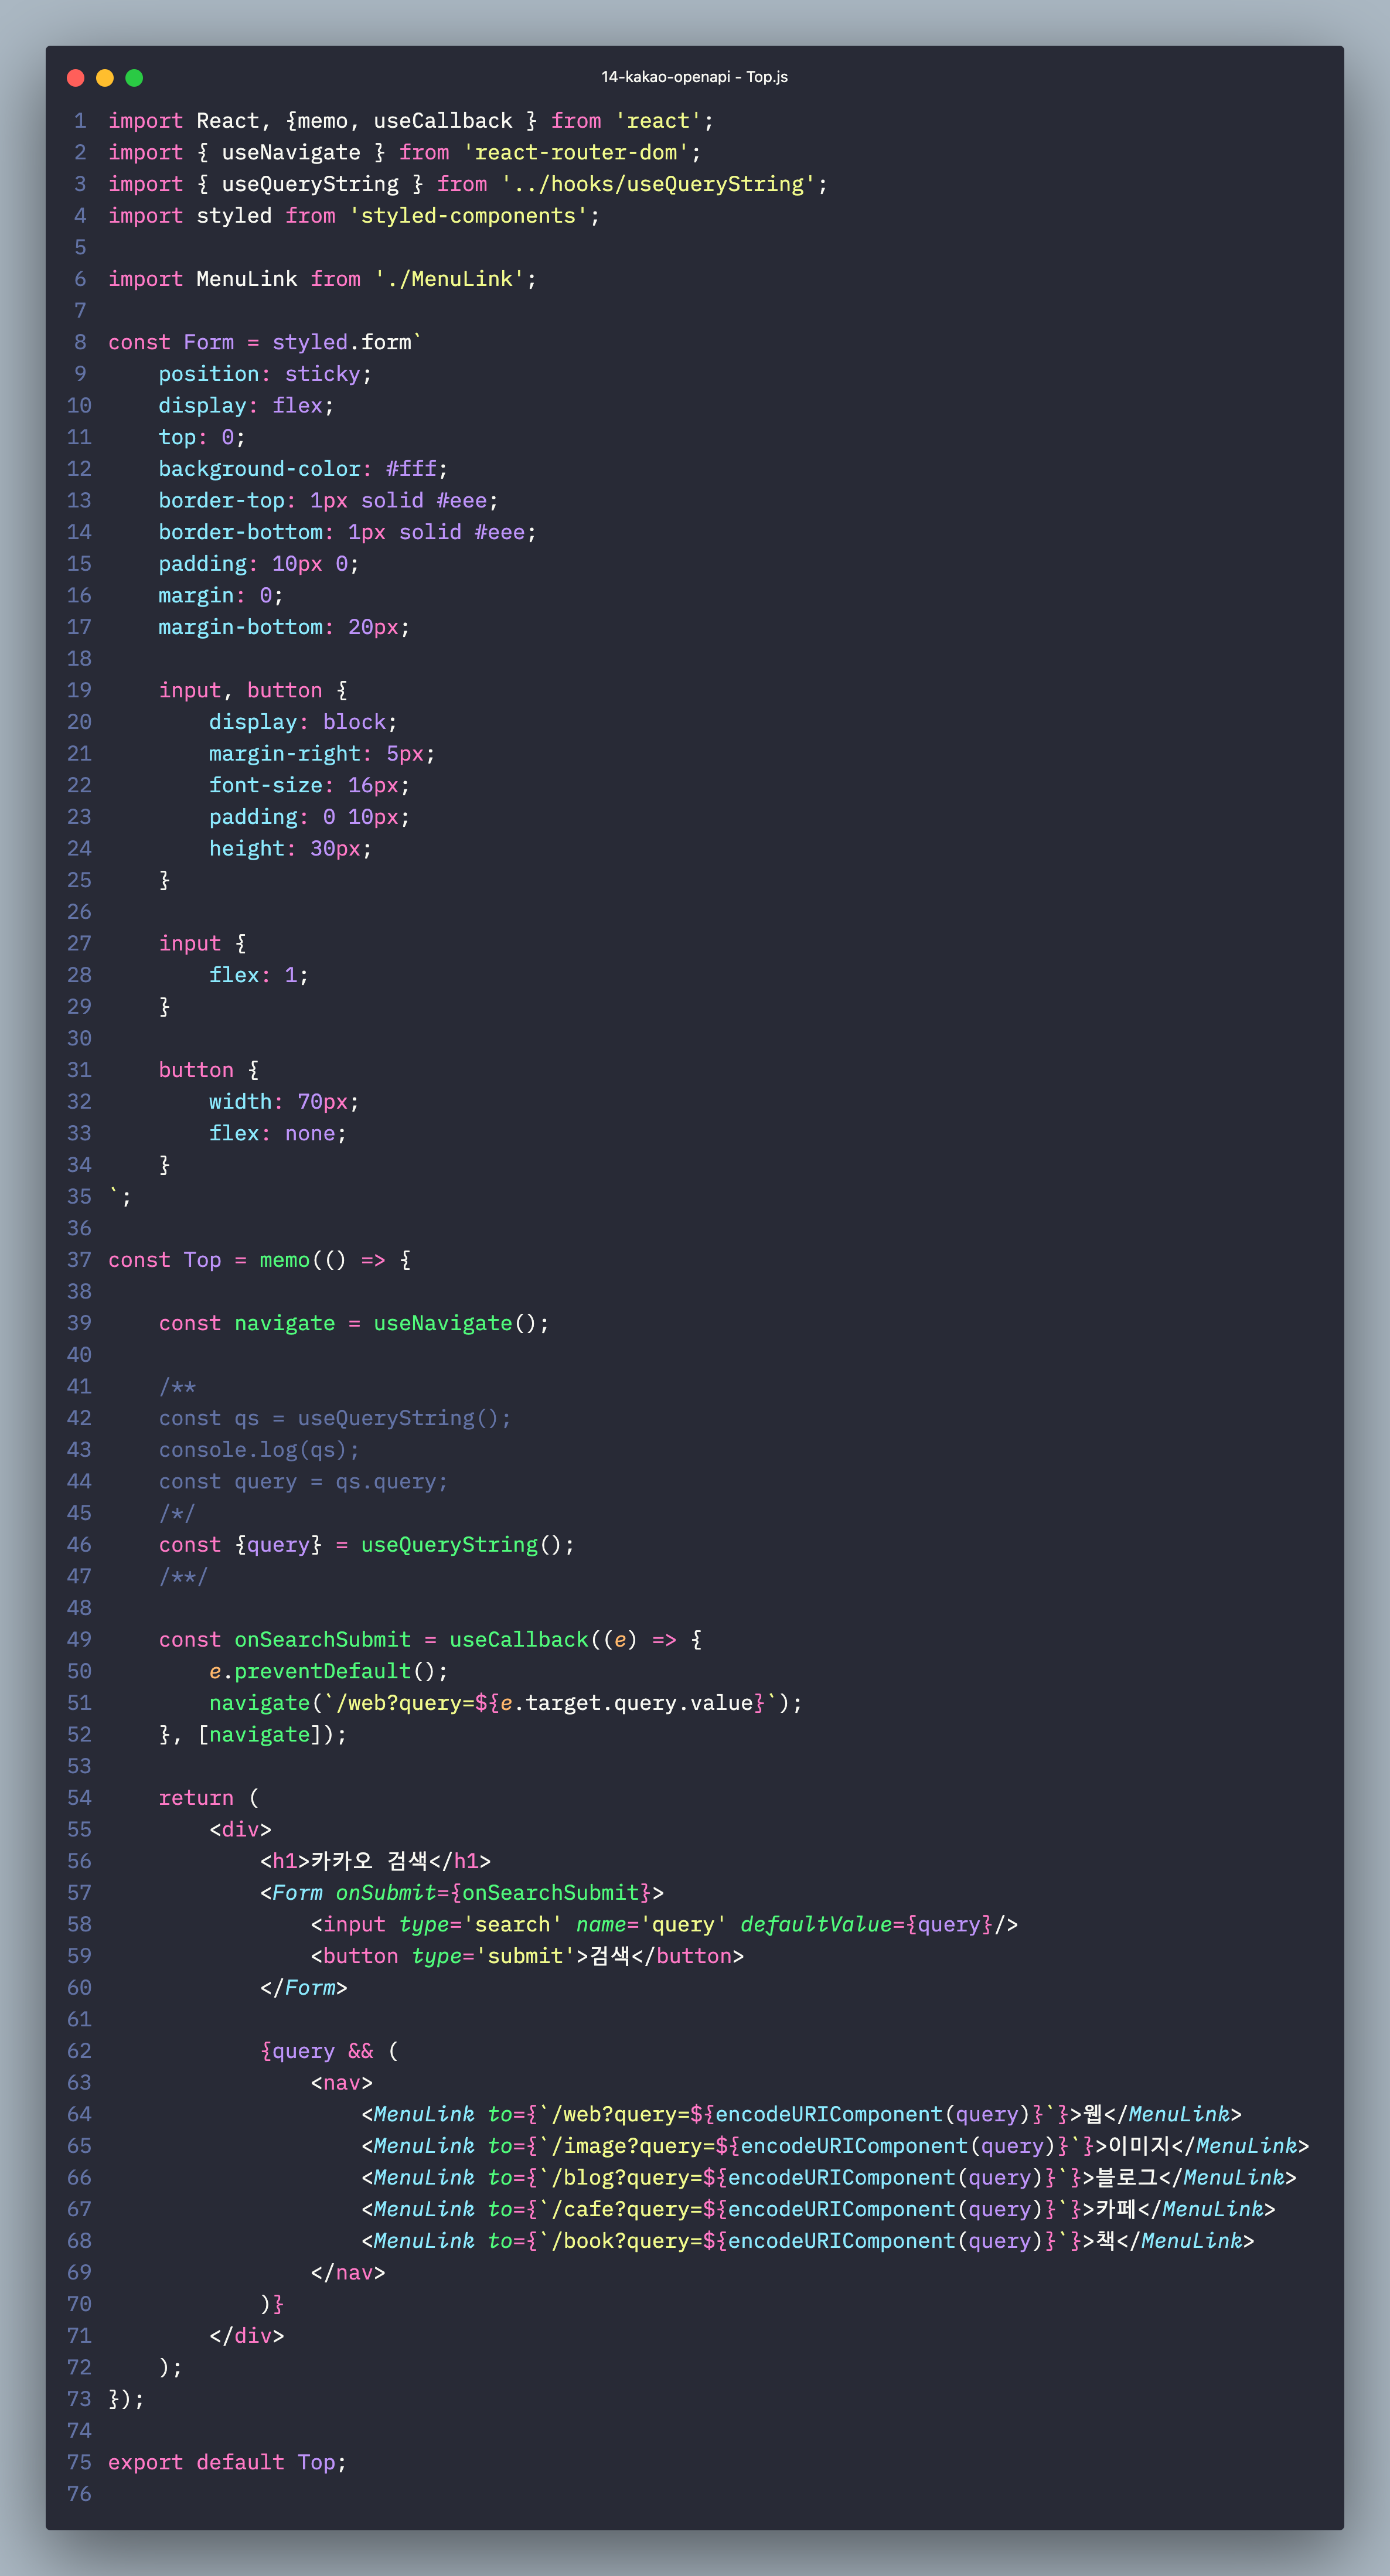 14-kakao-openapi - Top.js
1 import React, {memo, useCallback } from 'react';
2 import { useNavigate } from 'react-router-dom';
3 import { useQueryString } from '../hooks/useQueryString';
4 import styled from 'styled-components';
5
6 import MenuLink from './MenuLink';
7
8 const Form = styled.form`
9     position: sticky;
10     display: flex;
11     top: 0;
12     background-color: #fff;
13     border-top: 1px solid #eee;
14     border-bottom: 1px solid #eee;
15     padding: 10px 0;
16     margin: 0;
17     margin-bottom: 20px;
18
19     input, button {
20         display: block;
21         margin-right: 5px;
22         font-size: 16px;
23         padding: 0 10px;
24         height: 30px;
25     }
26
27     input {
28         flex: 1;
29     }
30
31     button {
32         width: 70px;
33         flex: none;
34     }
35 `;
36
37 const Top = memo(() => {
38
39     const navigate = useNavigate();
40
41     /**
42     const qs = useQueryString();
43     console.log(qs);
44     const query = qs.query;
45     /*/
46     const {query} = useQueryString();
47     /**/
48
49     const onSearchSubmit = useCallback((e) => {
50         e.preventDefault();
51         navigate(`/web?query=${e.target.query.value}`);
52     }, [navigate]);
53
54     return (
55         <div>
56             <h1>카카오 검색</h1>
57             <Form onSubmit={onSearchSubmit}>
58                 <input type='search' name='query' defaultValue={query}/>
59                 <button type='submit'>검색</button>
60             </Form>
61
62             {query && (
63                 <nav>
64                     <MenuLink to={`/web?query=${encodeURIComponent(query)}`}>웹</MenuLink>
65                     <MenuLink to={`/image?query=${encodeURIComponent(query)}`}>이미지</MenuLink>
66                     <MenuLink to={`/blog?query=${encodeURIComponent(query)}`}>블로그</MenuLink>
67                     <MenuLink to={`/cafe?query=${encodeURIComponent(query)}`}>카페</MenuLink>
68                     <MenuLink to={`/book?query=${encodeURIComponent(query)}`}>책</MenuLink>
69                 </nav>
70             )}
71         </div>
72     );
73 });
74
75 export default Top;
76